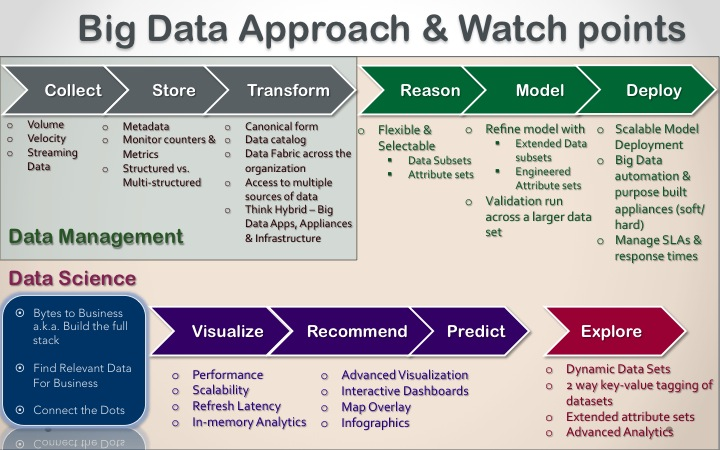 Big Data Approach & Watch points
Collect
Store
Transform
Reason
Model
Deploy
Volume
Velocity
Streaming
Data
Metadata
Monitor counters &
Metrics
Structured vs.
Multi-structured
Canonical form
Data catalog
Data Fabric across the
organization
Access to multiple
sources of data
Think Hybrid – Big
Data Apps, Appliances
& Infrastructure
Flexible &
Selectable
Data Subsets
Attribute sets
Refine model with
Extended Data
subsets
Engineered
Attribute sets
Validation run
across a larger data
set
Scalable Model
Deployment
Big Data
automation &
purpose built
appliances (soft/
hard)
Manage SLAs &
response times
Data Management
Data Science
Bytes to Business
a.k.a. Build the full
stack
Find Relevant Data
For Business
Connect the Dots
Visualize
Recommend
Predict
Explore
Performance
Scalability
Refresh Latency
In-memory Analytics
Advanced Visualization
Interactive Dashboards
Map Overlay
Infographics
Dynamic Data Sets
2 way key-value tagging of
datasets
Extended attribute sets
Advanced Analytics